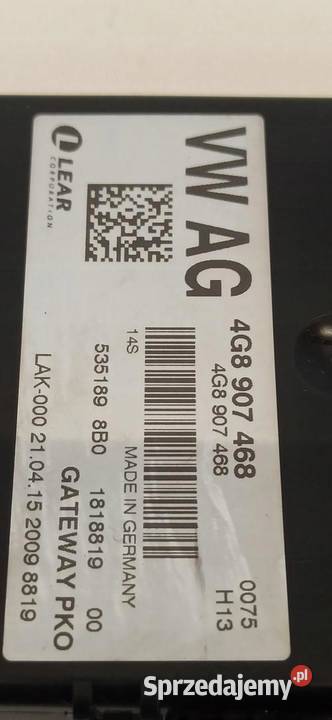 VW AG
4G8 907 468
4G8 907 468
0075
H13
14S
MADE IN GERMANY
535189 8B0 1818819 00
LEAR
CORPORATION
GATEWAY PKO
LAK-000 21.04.15 2009 8819
Sprzedajemy.pl